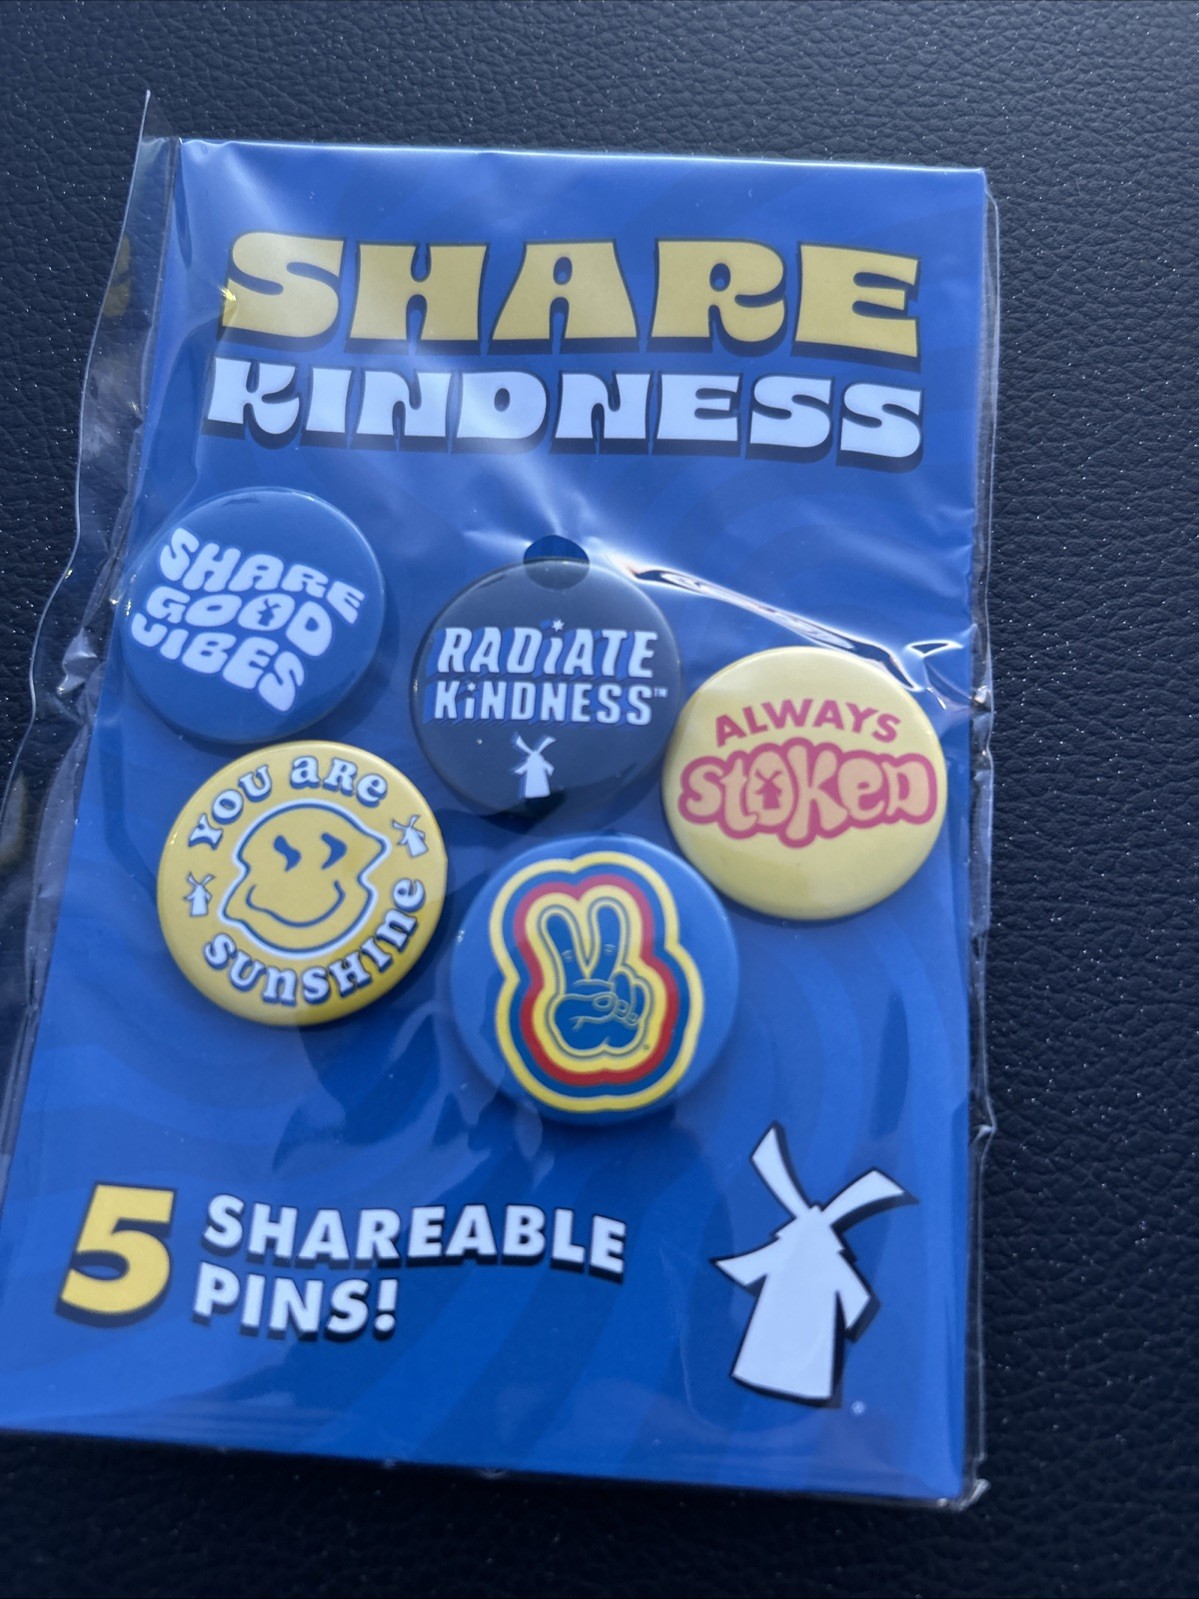 SHARE
KINDNESS
SHARE
GOOD
VIBES
RADiATE
KiNDNESS™
ALWAYS
StOKeD
YOU aRe
SUnSHIne
5 SHAREABLE
PINS!
®